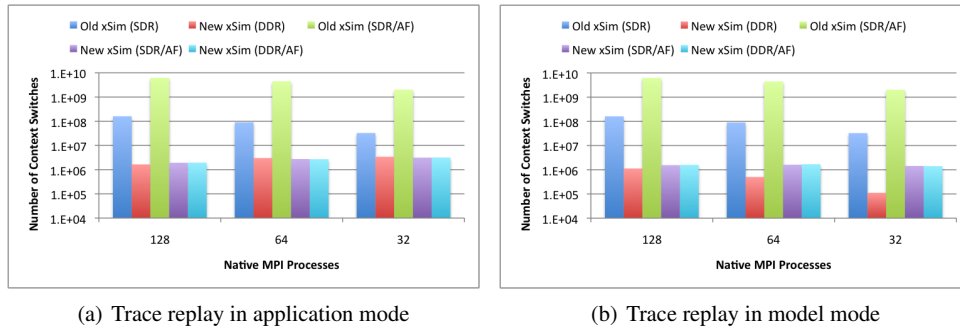 Old xSim (SDR) New xSim (DDR) Old xSim (SDR/AF)
New xSim (SDR/AF) New xSim (DDR/AF)
Number of Context Switches
1.E+10
1.E+09
1.E+08
1.E+07
1.E+06
1.E+05
1.E+04
128 64 32
Native MPI Processes
(a) Trace replay in application mode
Old xSim (SDR) New xSim (DDR) Old xSim (SDR/AF)
New xSim (SDR/AF) New xSim (DDR/AF)
Number of Context Switches
1.E+10
1.E+09
1.E+08
1.E+07
1.E+06
1.E+05
1.E+04
128 64 32
Native MPI Processes
(b) Trace replay in model mode